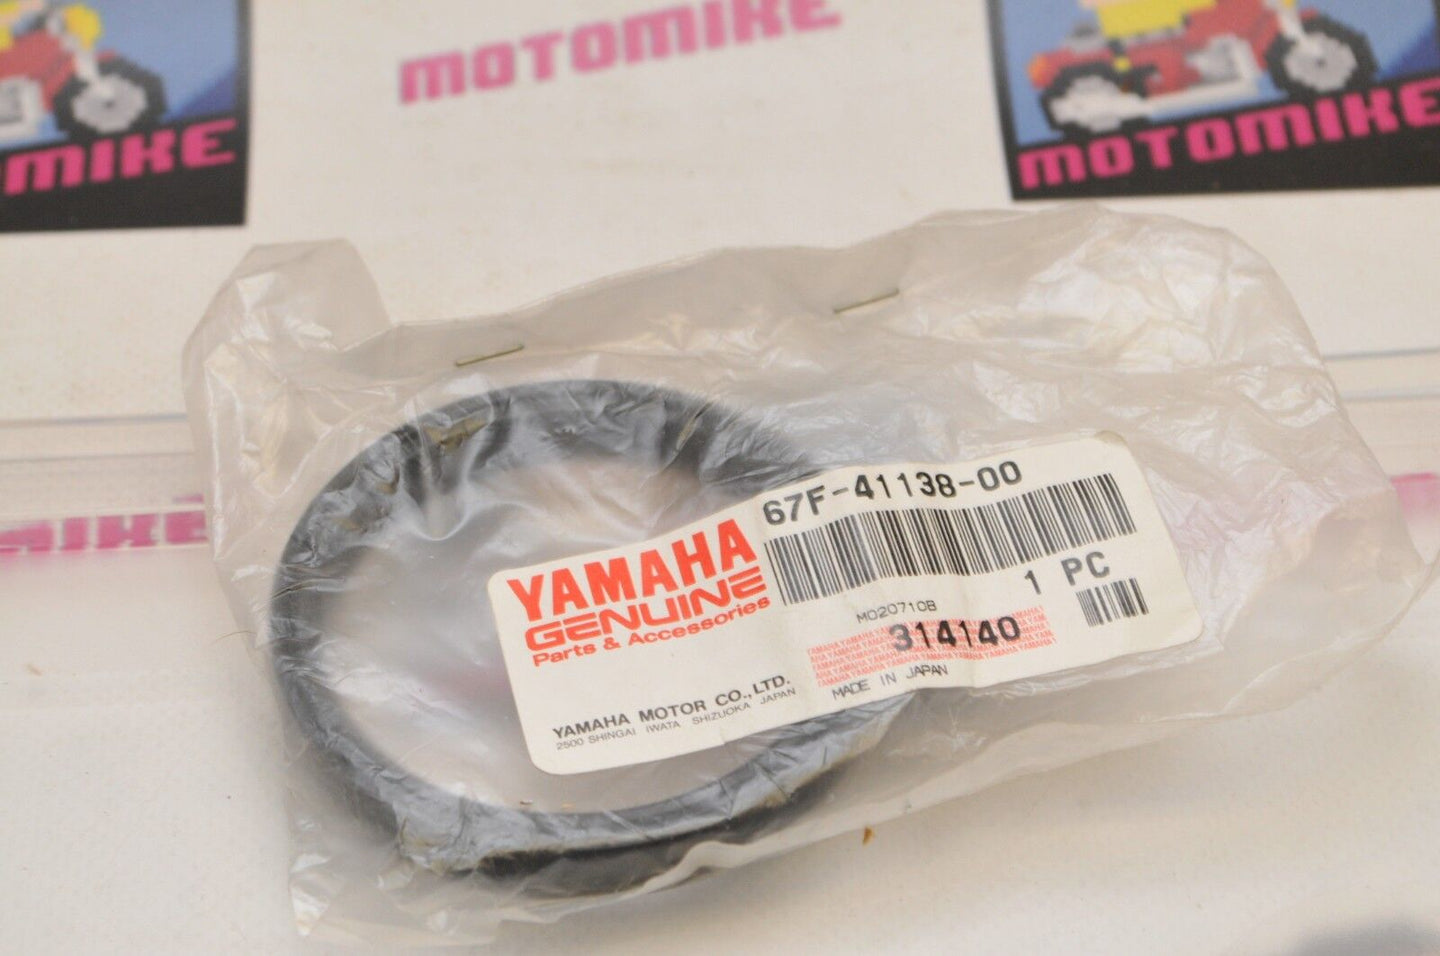 MOTOMIKE
MIKE
MOTOMIKE
MIKE
67F-41138-00
YAMAHA
GENUINE
Parts & Accessories
1 PC
MO20710B
314140
MADE IN JAPAN
YAMAHA MOTOR CO.,LTD.
2500 SHINGAI IWATA SHIZUOKA JAPAN